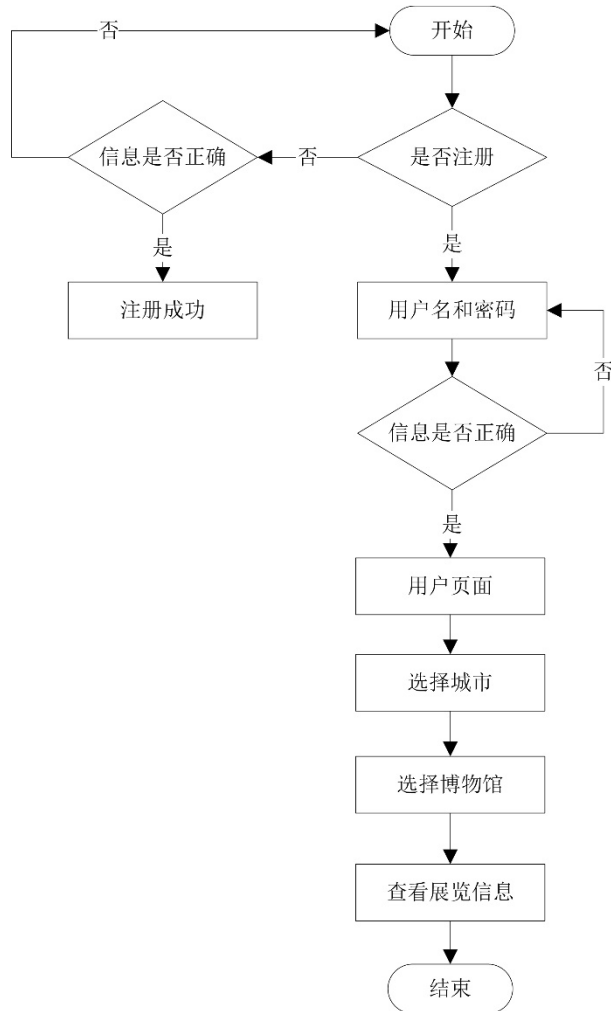 否
开始
信息是否正确
否
是否注册
是
是
注册成功
用户名和密码
否
信息是否正确
是
用户页面
选择城市
选择博物馆
查看展览信息
结束